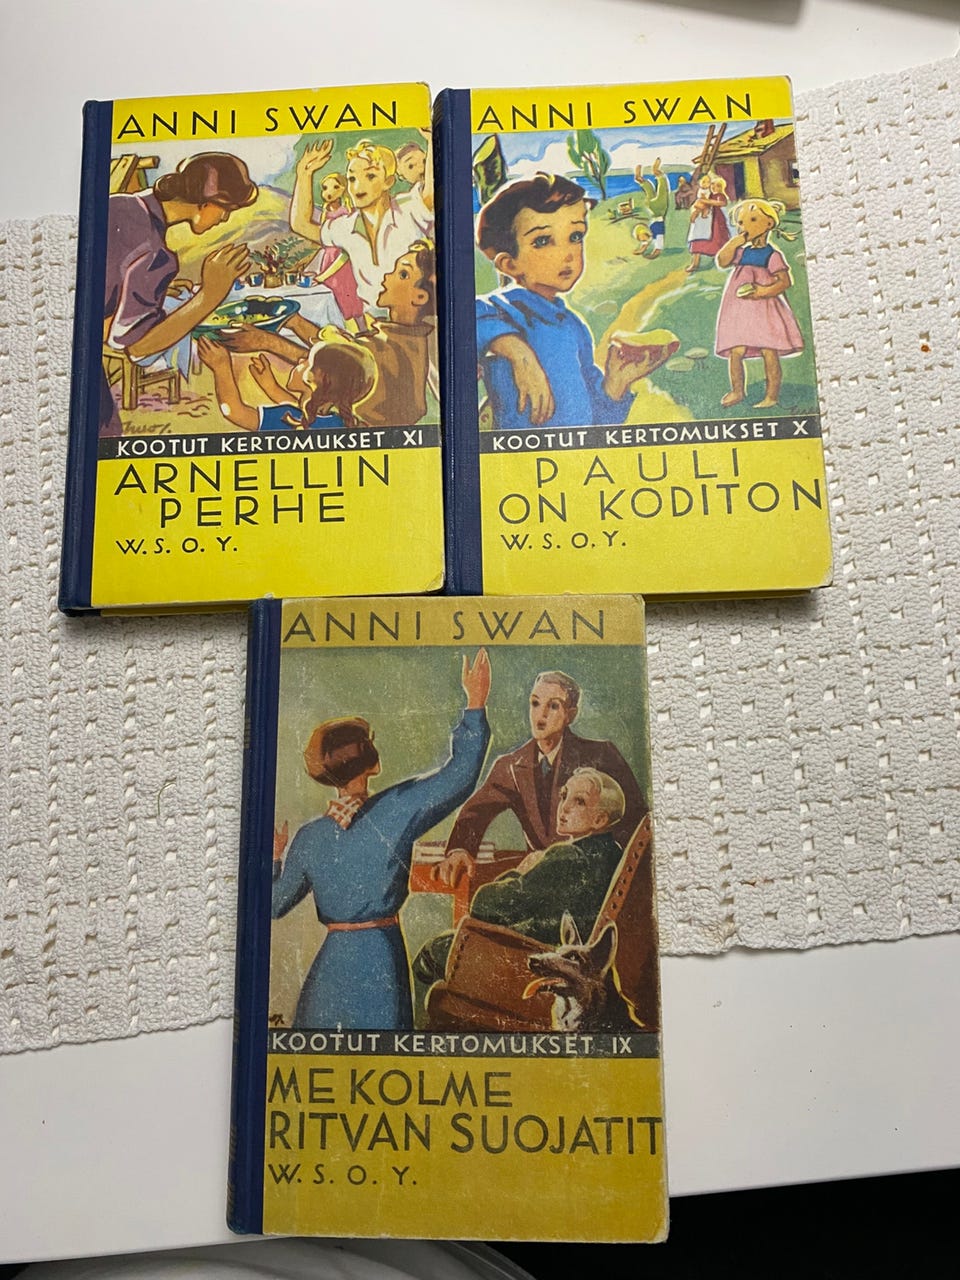 ANNI SWAN
KOOTUT KERTOMUKSET XI
ARNELLIN
PERHE
W. S. O. Y.
ANNI SWAN
KOOTUT KERTOMUKSET X
PAULI
ON KODITON
W. S. O. Y.
ANNI SWAN
KOOTUT KERTOMUKSET IX
ME KOLME
RITVAN SUOJATIT
W. S. O. Y.